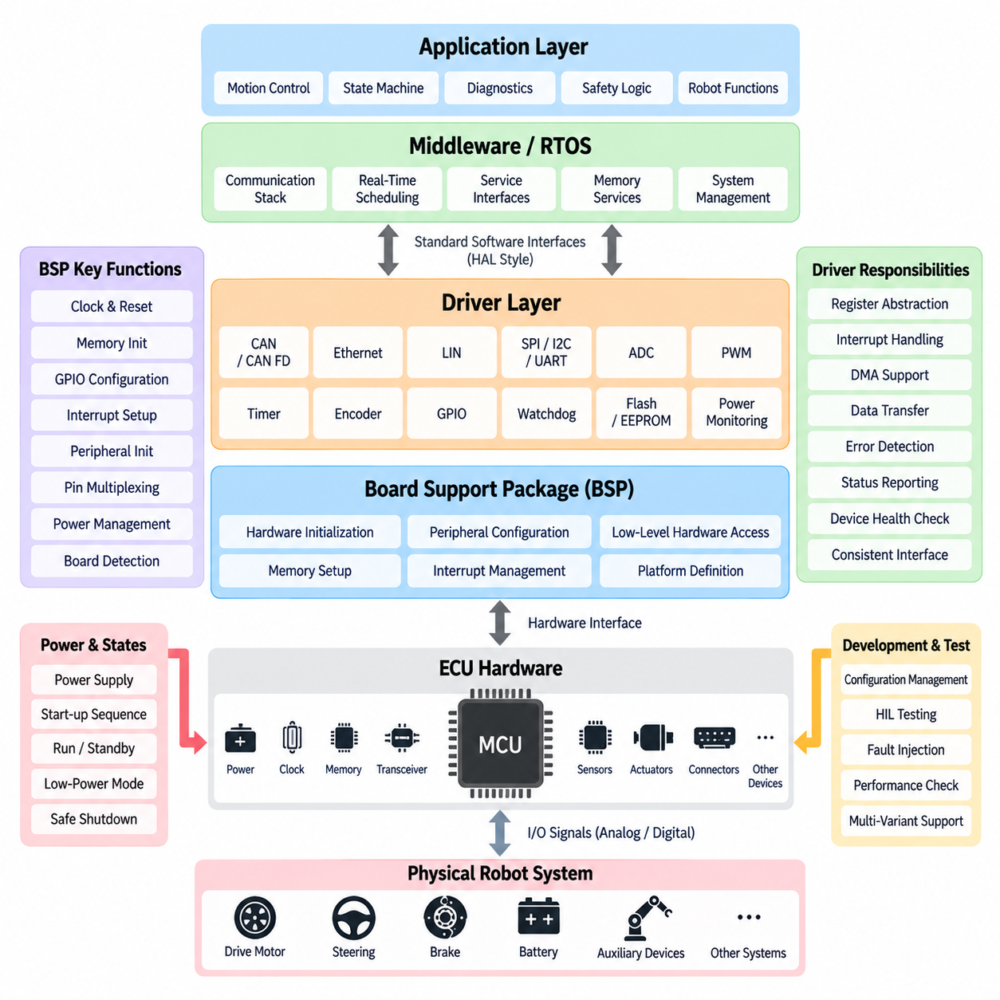 Application Layer
Motion Control
State Machine
Diagnostics
Safety Logic
Robot Functions
Middleware / RTOS
Communication
Stack
Real-Time
Scheduling
Service
Interfaces
Memory
Services
System
Management
Standard Software Interfaces
(HAL Style)
BSP Key Functions
Clock & Reset
Memory Init
GPIO Configuration
Interrupt Setup
Peripheral Init
Pin Multiplexing
Power Management
Board Detection
Driver Layer
CAN
/ CAN FD
Ethernet
LIN
SPI / I2C
/ UART
ADC
PWM
Timer
Encoder
GPIO
Watchdog
Flash
/ EEPROM
Power
Monitoring
Driver Responsibilities
Register Abstraction
Interrupt Handling
DMA Support
Data Transfer
Error Detection
Status Reporting
Device Health Check
Consistent Interface
Board Support Package (BSP)
Hardware Initialization
Peripheral Configuration
Low-Level Hardware Access
Memory Setup
Interrupt Management
Platform Definition
Hardware Interface
Power & States
Power Supply
Start-up Sequence
Run / Standby
Low-Power Mode
Safe Shutdown
ECU Hardware
Power
Clock
Memory
Transceiver
MCU
Sensors
Actuators
Connectors
Other
Devices
Development & Test
Configuration Management
HIL Testing
Fault Injection
Performance Check
Multi-Variant Support
I/O Signals (Analog / Digital)
Physical Robot System
Drive Motor
Steering
Brake
Battery
Auxiliary Devices
Other Systems